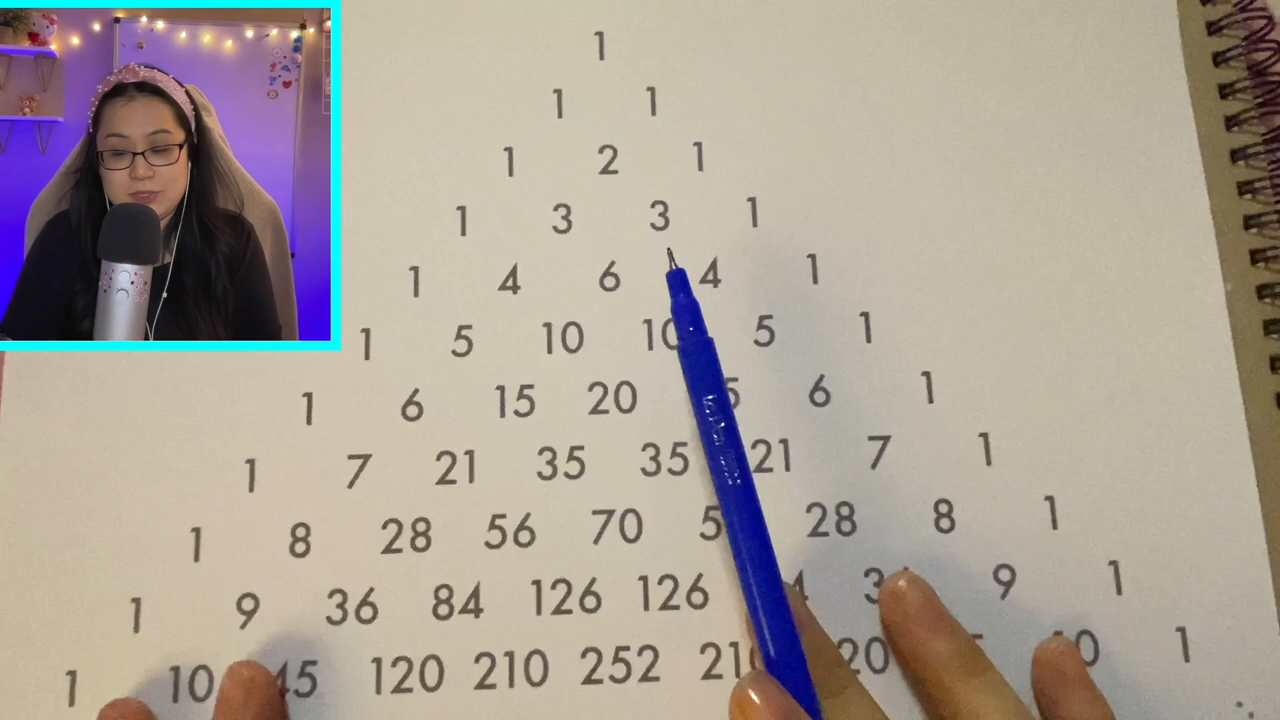 1
1 1
1 2 1
1 3 3 1
1 4 6 4 1
1 5 10 10 5 1
1 6 15 20 6 1
1 7 21 35 35 21 7 1
1 8 28 56 70 28 8 1
1 9 36 84 126 126 9 1
1 10 45 120 210 252 1